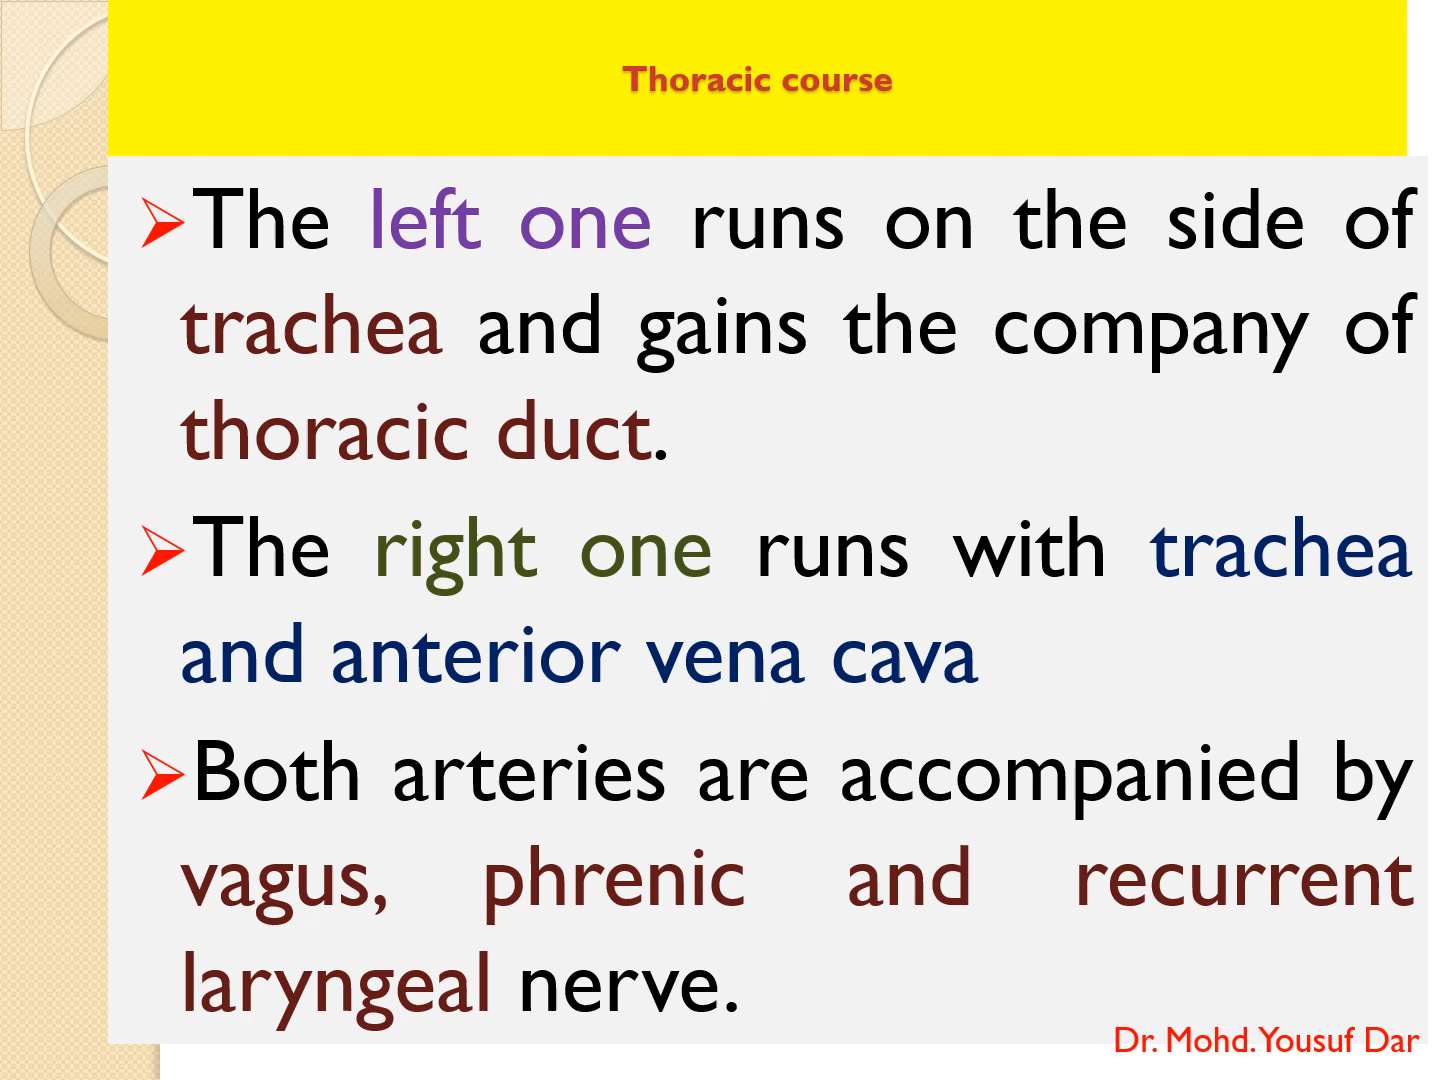 Thoracic course
➢The left one runs on the side of
trachea and gains the company of
thoracic duct.
➢The right one runs with trachea
and anterior vena cava
➢Both arteries are accompanied by
vagus, phrenic and recurrent
laryngeal nerve.
Dr. Mohd.Yousuf Dar